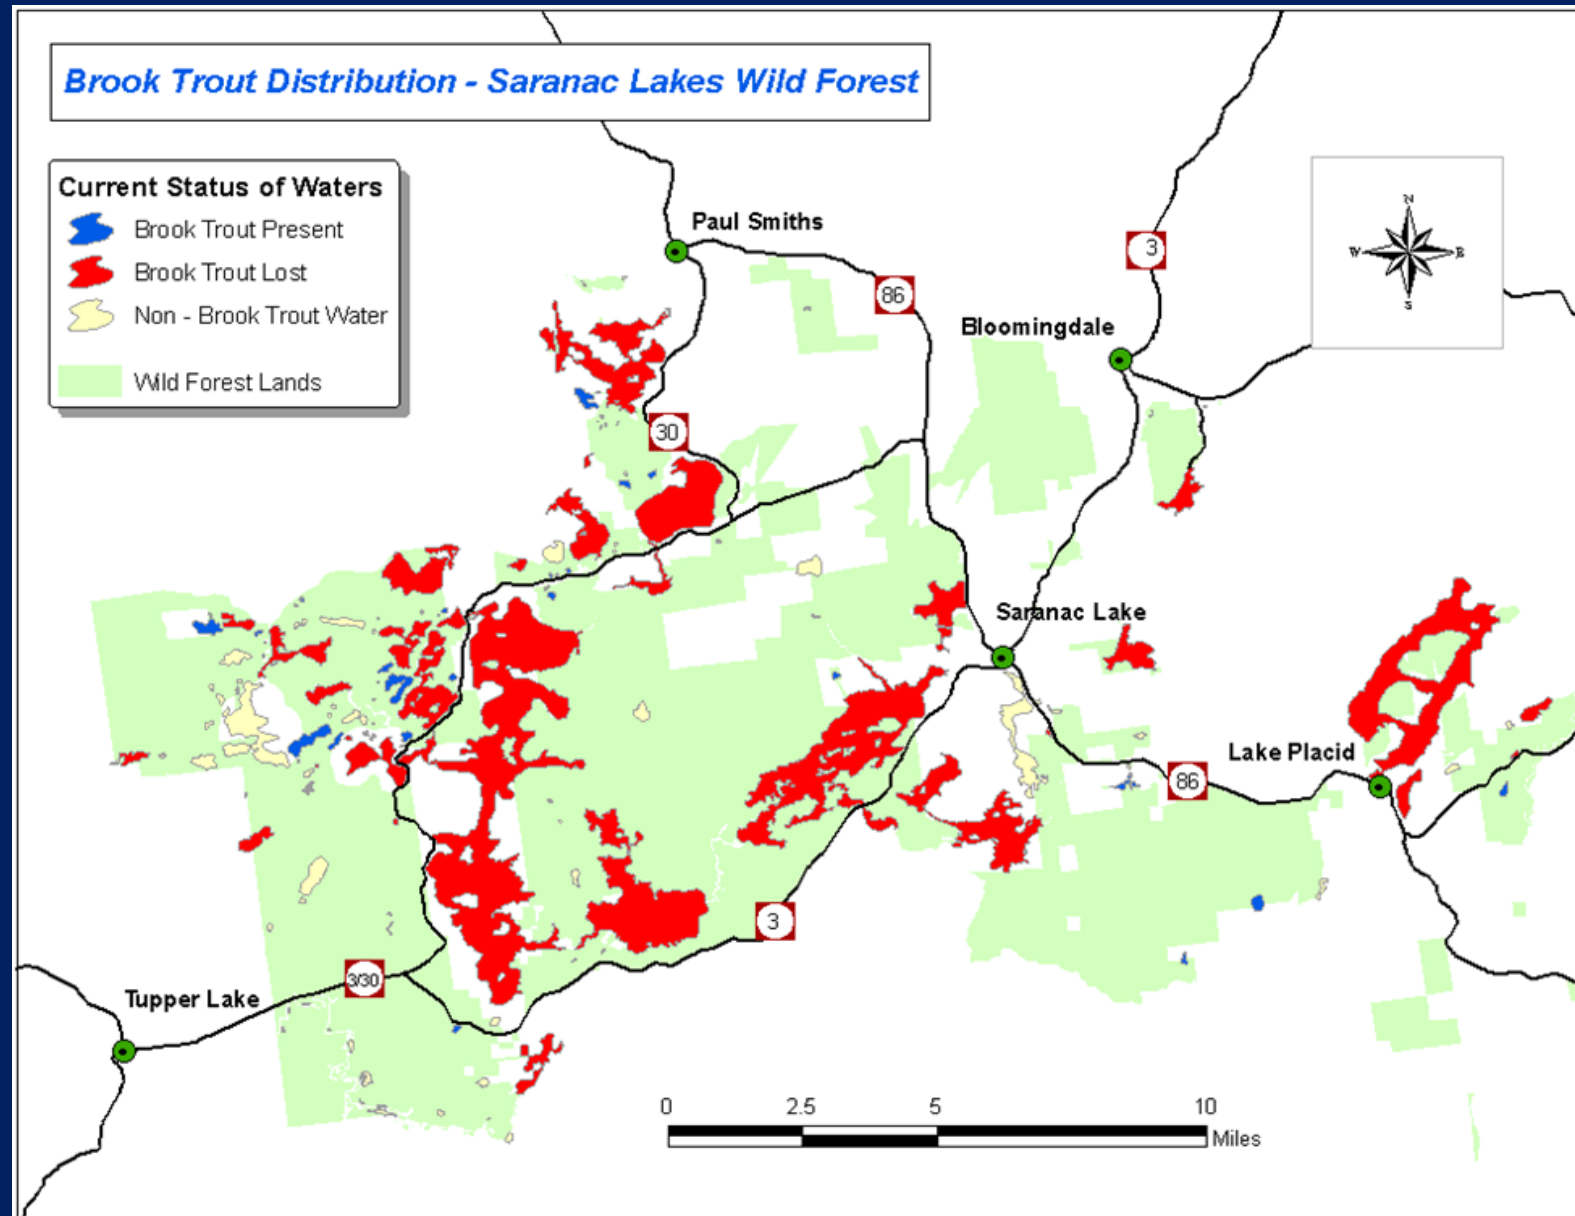 Brook Trout Distribution - Saranac Lakes Wild Forest
Current Status of Waters
Brook Trout Present
Brook Trout Lost
Non - Brook Trout Water
Wild Forest Lands
Paul Smiths
3
N
W E
S
86
Bloomingdale
30
Saranac Lake
Lake Placid
86
3
3/30
Tupper Lake
0 2.5 5 10
Miles